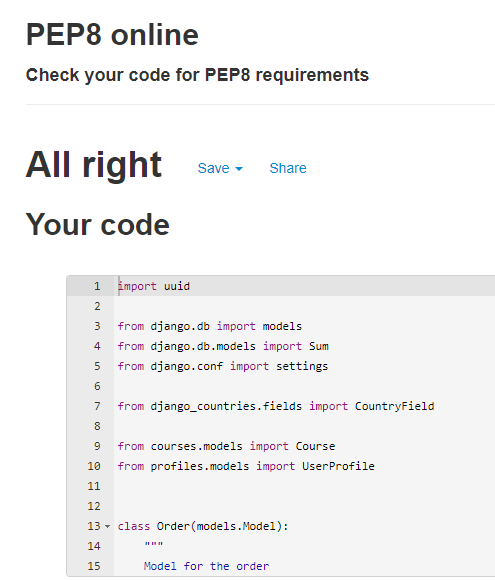 PEP8 online
Check your code for PEP8 requirements
All right Save Share
Your code
1 import uuid
2
3 from django.db import models
4 from django.db.models import Sum
5 from django.conf import settings
6
7 from django_countries.fields import CountryField
8
9 from courses.models import Course
10 from profiles.models import UserProfile
11
12
13 class Order(models.Model):
14 """
15 Model for the order